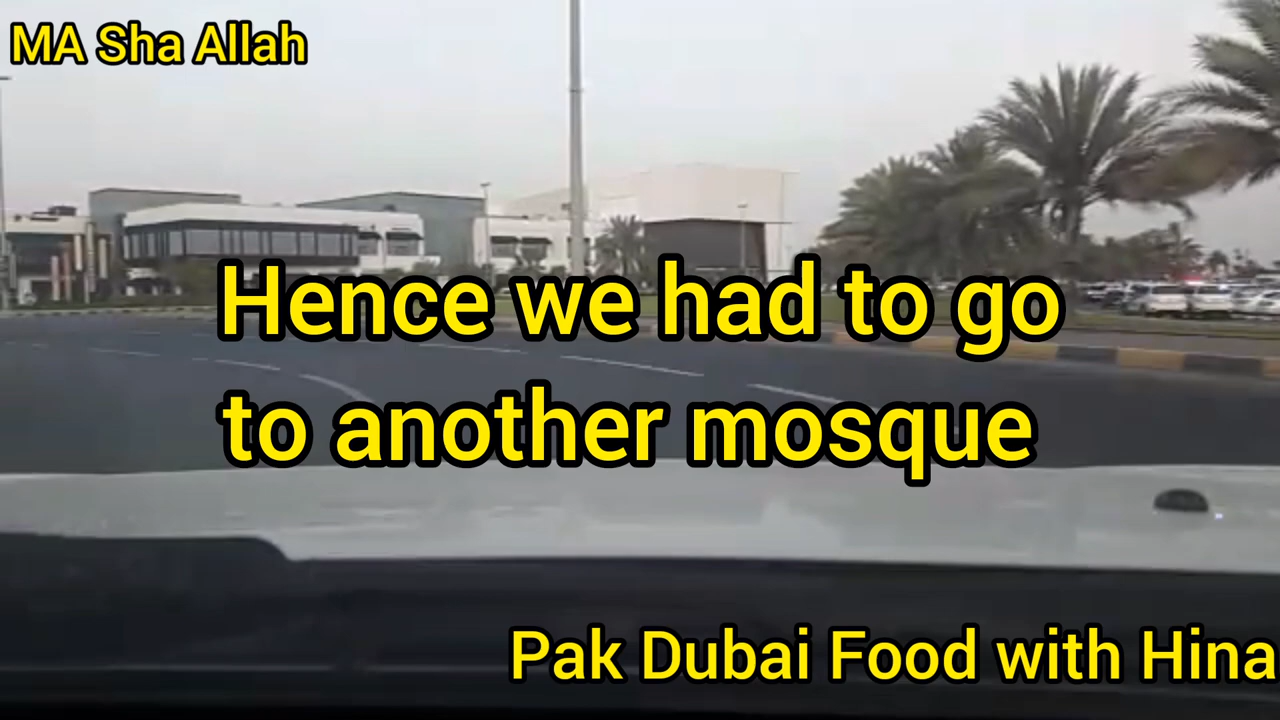 MA Sha Allah
Hence we had to go
to another mosque
Pak Dubai Food with Hina